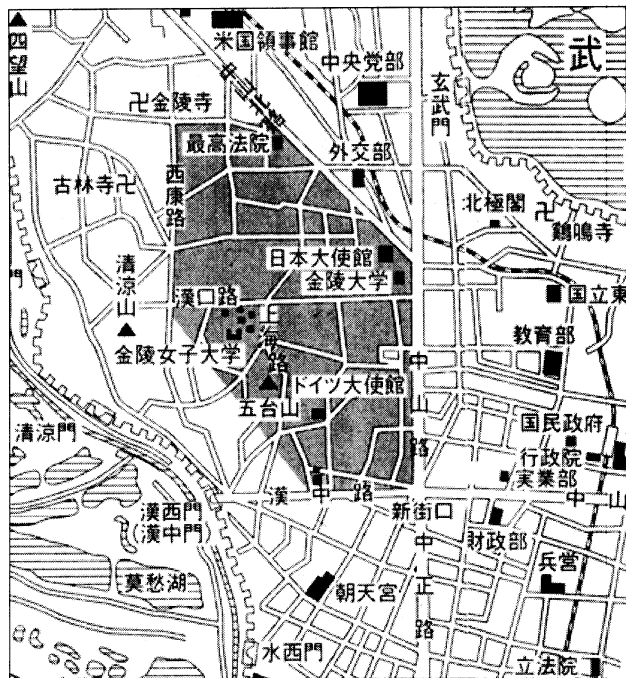 米国領事館
四望山
中山北路
中央党部
玄武門
武
卍金陵寺
最高法院
外交部
西康路
古林寺卍
北極閣
卍
鶏鳴寺
日本大使館
金陵大学
清涼山
漢口路
上海路
国立東
門
金陵女子大学
教育部
中山路
ドイツ大使館
五台山
清涼門
国民政府
行政院
実業部
中山
漢中路
新街口
漢西門
(漢中門)
財政部
中正路
兵営
莫愁湖
朝天宮
水西門
立法院